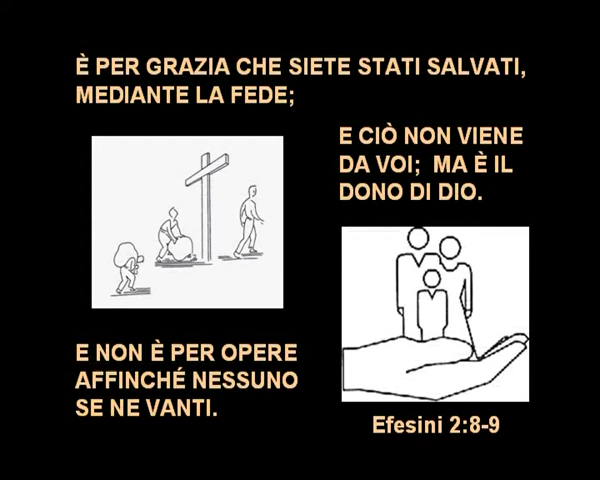 È PER GRAZIA CHE SIETE STATI SALVATI,
MEDIANTE LA FEDE;
E CIÒ NON VIENE
DA VOI; MA È IL
DONO DI DIO.
E NON È PER OPERE
AFFINCHÉ NESSUNO
SE NE VANTI.
Efesini 2:8-9